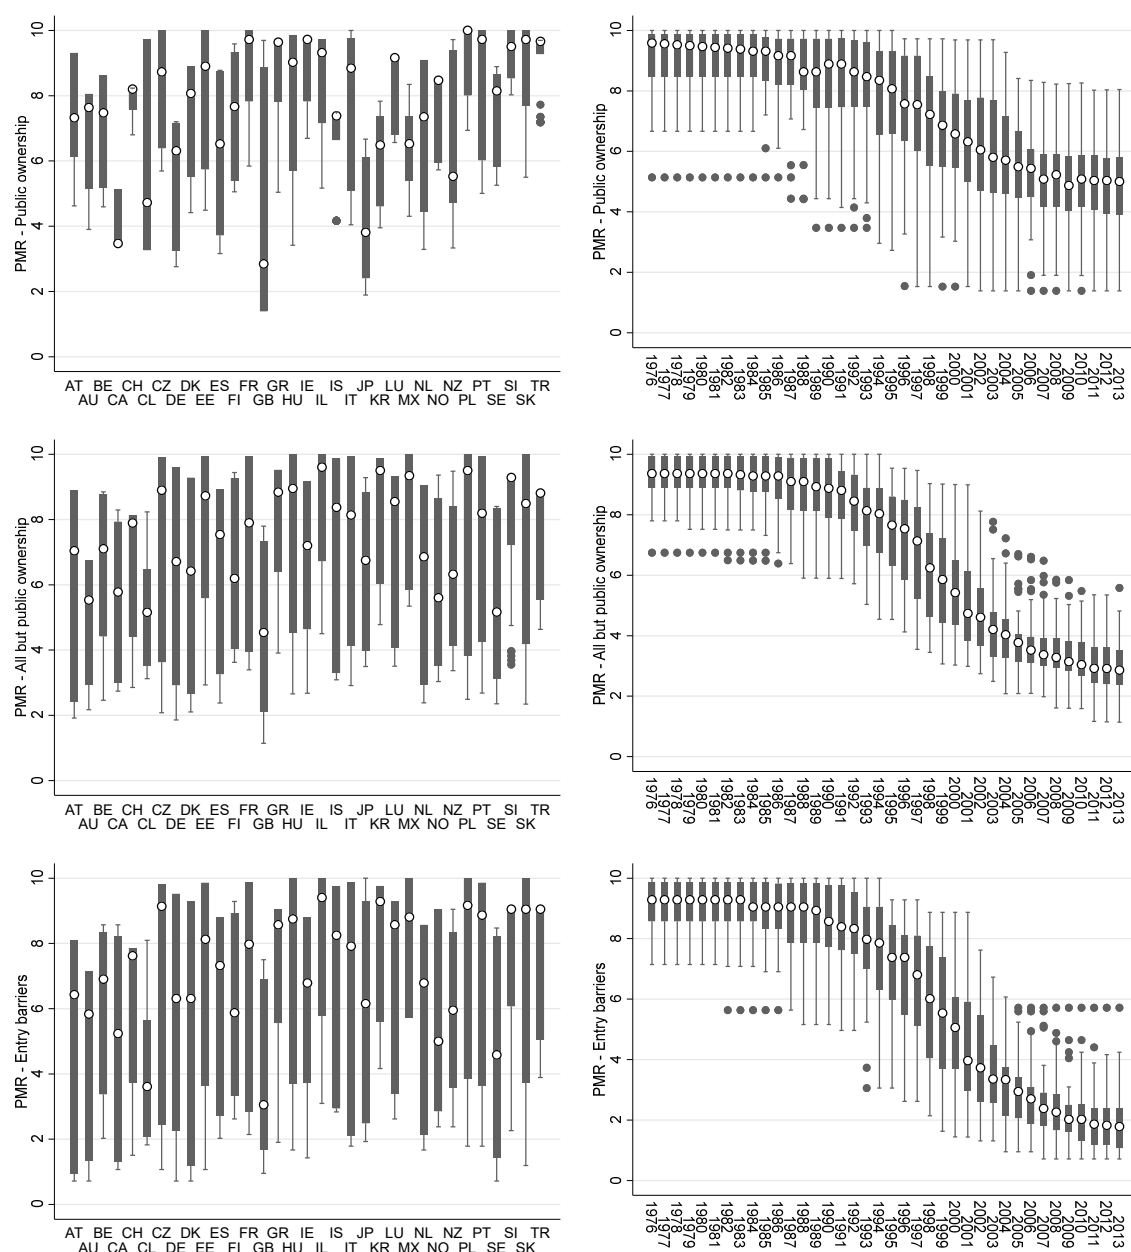 PMR - Public ownership
10
8
6
4
2
0
AT BE CH CZ DK ES FR GR IE IS JP LU NL NZ PT SI TR
AU CA CL DE EE FI GB HU IL IT KR MX NO PL SE SK
PMR - Public ownership
10
8
6
4
2
0
1976 1977 1978 1979 1980 1981 1982 1983 1984 1985 1986 1987 1988 1989 1990 1991 1992 1993 1994 1995 1996 1997 1998 1999 2000 2001 2002 2003 2004 2005 2006 2007 2008 2009 2010 2011 2012 2013
PMR - All but public ownership
10
8
6
4
2
0
AT BE CH CZ DK ES FR GR IE IS JP LU NL NZ PT SI TR
AU CA CL DE EE FI GB HU IL IT KR MX NO PL SE SK
PMR - All but public ownership
10
8
6
4
2
0
1976 1977 1978 1979 1980 1981 1982 1983 1984 1985 1986 1987 1988 1989 1990 1991 1992 1993 1994 1995 1996 1997 1998 1999 2000 2001 2002 2003 2004 2005 2006 2007 2008 2009 2010 2011 2012 2013
PMR - Entry barriers
10
8
6
4
2
0
AT BE CH CZ DK ES FR GR IE IS JP LU NL NZ PT SI TR
AU CA CL DE EE FI GB HU IL IT KR MX NO PL SE SK
PMR - Entry barriers
10
8
6
4
2
0
1976 1977 1978 1979 1980 1981 1982 1983 1984 1985 1986 1987 1988 1989 1990 1991 1992 1993 1994 1995 1996 1997 1998 1999 2000 2001 2002 2003 2004 2005 2006 2007 2008 2009 2010 2011 2012 2013